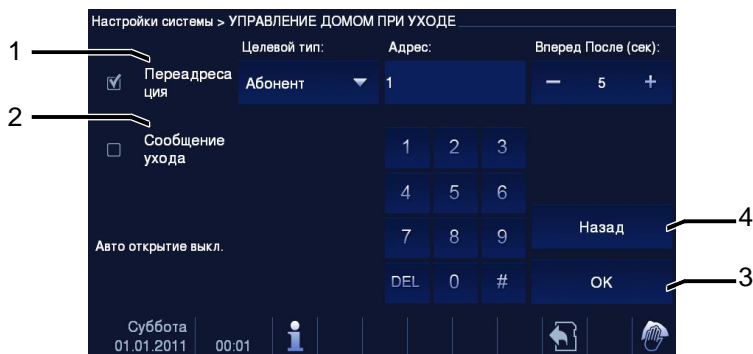 Настройки системы > УПРАВЛЕНИЕ ДОМОМ ПРИ УХОДЕ
Целевой тип: Адрес: Вперед После (сек):
1
Переадреса
ция
Абонент 1 − 5 +
2
Сообщение
ухода
1 2 3
4 5 6
7 8 9
DEL 0 #
Авто открытие выкл.
Назад
4
OK
3
Суббота
01.01.2011 00:01